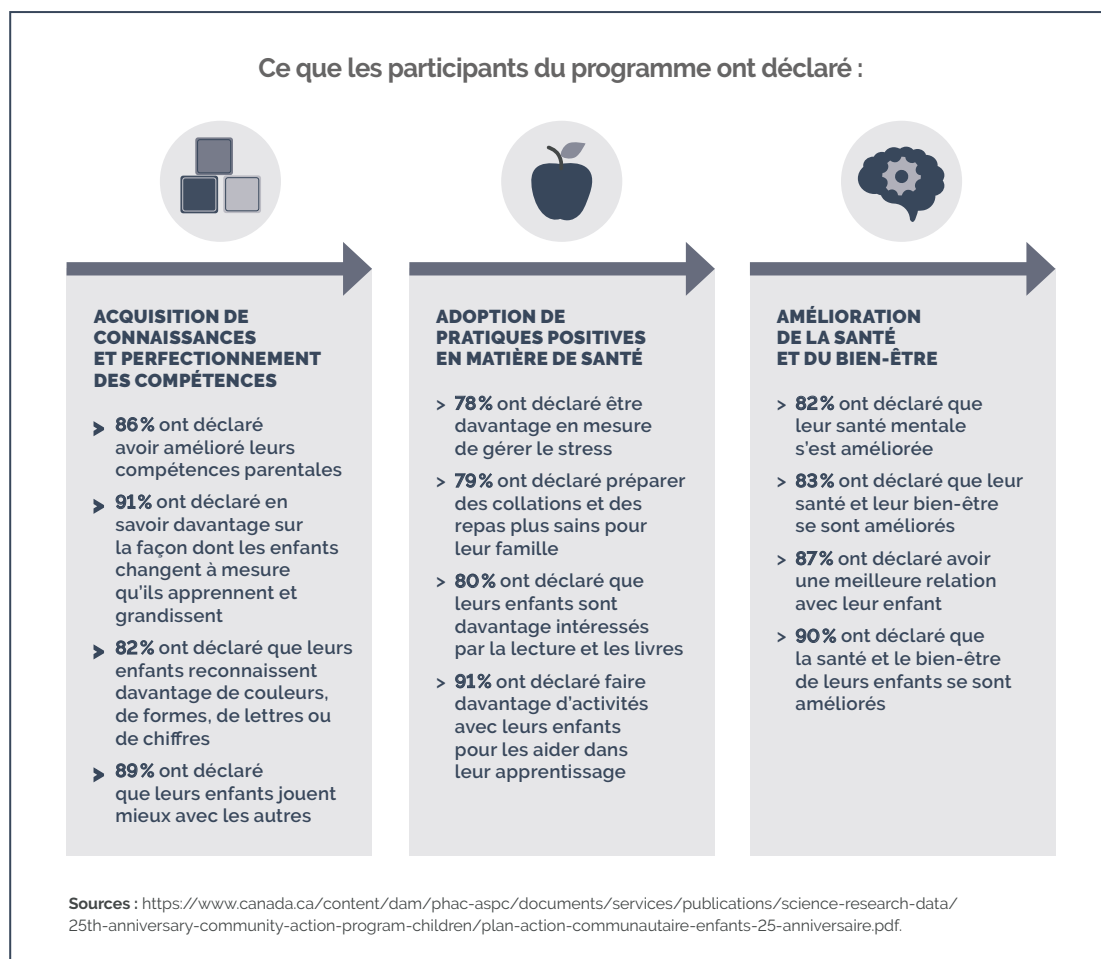 Ce que les participants du programme ont déclaré :
ACQUISITION DE
CONNAISSANCES
ET PERFECTIONNEMENT
DES COMPÉTENCES
> 86 % ont déclaré
avoir amélioré leurs
compétences parentales
> 91 % ont déclaré en
savoir davantage sur
la façon dont les enfants
changent à mesure
qu'ils apprennent et
grandissent
> 82 % ont déclaré que leurs
enfants reconnaissent
davantage de couleurs,
de formes, de lettres ou
de chiffres
> 89 % ont déclaré
que leurs enfants jouent
mieux avec les autres
ADOPTION DE
PRATIQUES POSITIVES
EN MATIÈRE DE SANTÉ
> 78 % ont déclaré être
davantage en mesure
de gérer le stress
> 79 % ont déclaré préparer
des collations et des
repas plus sains pour
leur famille
> 80 % ont déclaré que
leurs enfants sont
davantage intéressés
par la lecture et les livres
> 91 % ont déclaré faire
davantage d'activités
avec leurs enfants
pour les aider dans
leur apprentissage
AMÉLIORATION
DE LA SANTÉ
ET DU BIEN-ÊTRE
> 82 % ont déclaré que
leur santé mentale
s'est améliorée
> 83 % ont déclaré que leur
santé et leur bien-être
se sont améliorés
> 87 % ont déclaré avoir
une meilleure relation
avec leur enfant
> 90 % ont déclaré que
la santé et le bien-être
de leurs enfants se sont
améliorés
Sources : https://www.canada.ca/content/dam/phac-aspc/documents/services/publications/science-research-data/
25th-anniversary-community-action-program-children/plan-action-communautaire-enfants-25-anniversaire.pdf.